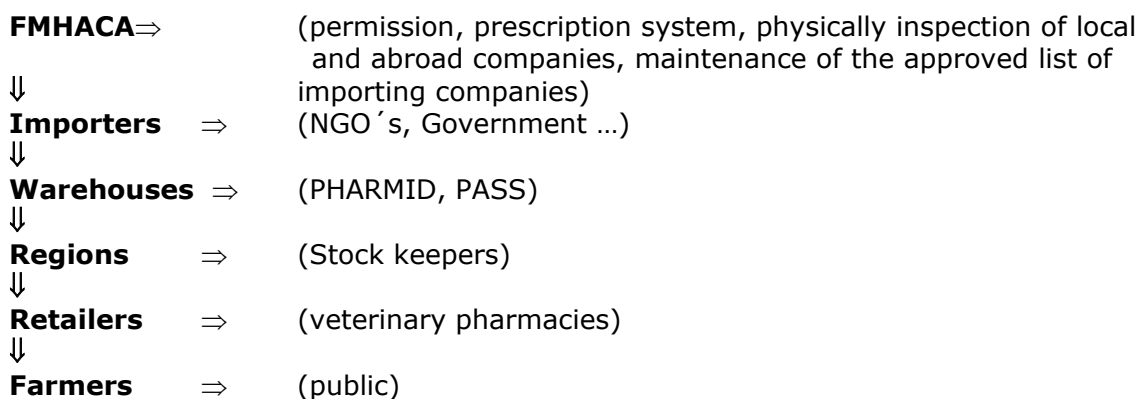 FMHACA⇒ (permission, prescription system, physically inspection of local
and abroad companies, maintenance of the approved list of
⇓ importing companies)
Importers ⇒ (NGO´s, Government …)
⇓
Warehouses ⇒ (PHARMID, PASS)
⇓
Regions ⇒ (Stock keepers)
⇓
Retailers ⇒ (veterinary pharmacies)
⇓
Farmers ⇒ (public)